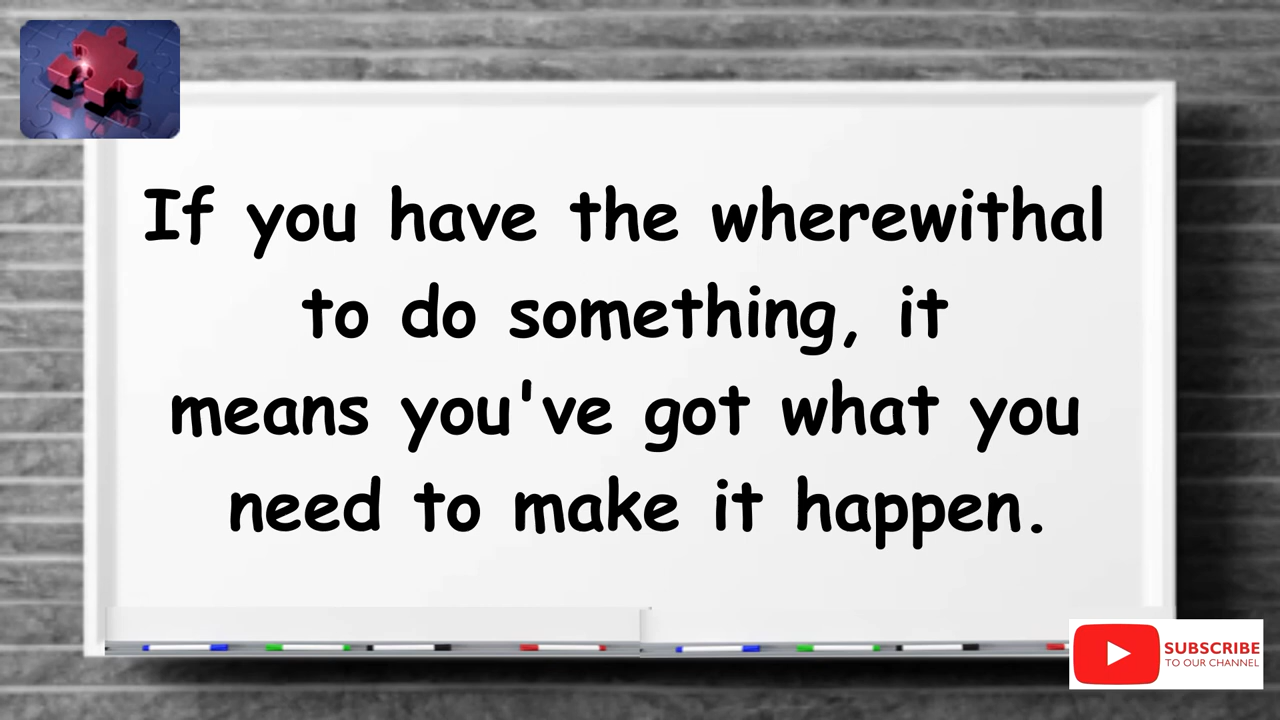 If you have the wherewithal
to do something, it
means you've got what you
need to make it happen.
SUBSCRIBE
TO OUR CHANNEL